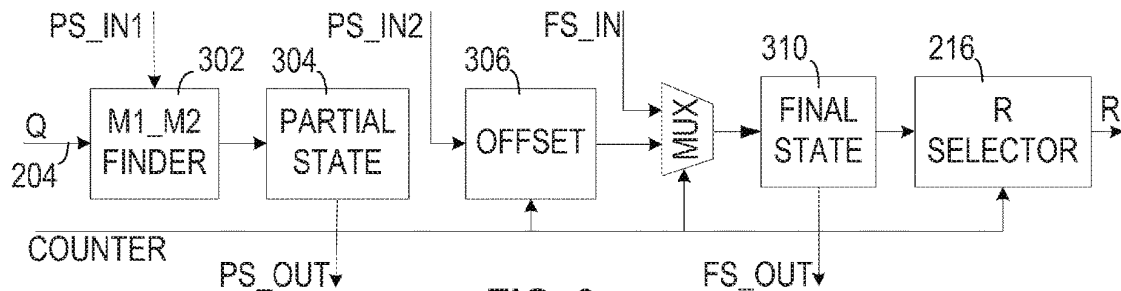 PS_IN1
PS_IN2
FS_IN
302
304
306
310
216
Q
204
M1_M2
FINDER
PARTIAL
STATE
OFFSET
MUX
FINAL
STATE
R
SELECTOR
R
COUNTER
PS_OUT
FS_OUT